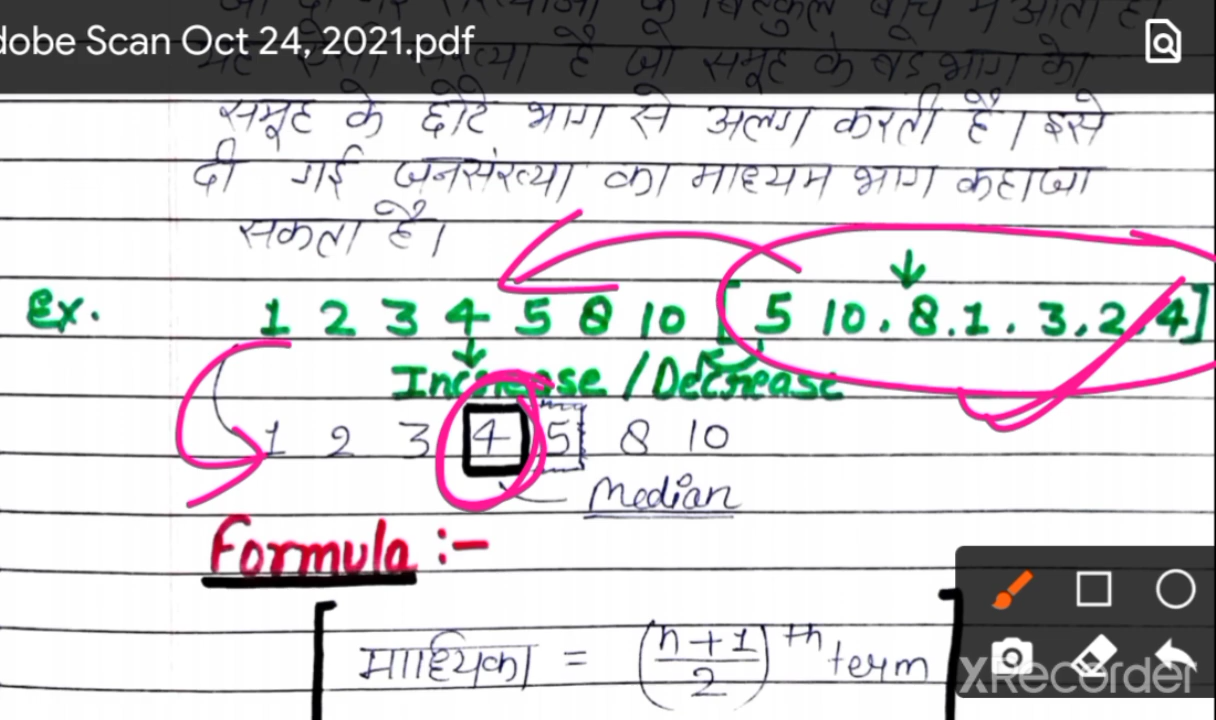 dobe Scan Oct 24, 2021.pdf
समूह के छोटे भाग से अलग करती है। इसे
दी गई जनसंख्या का माध्यम भाग कहा जा
सकता है।
Ex. 1 2 3 4 5 8 10 [5 10, 8.1. 3, 2, 4]
Increase / Decrease
1 2 3 4 5 8 10
Median
Formula :-
माध्यिका = (n+1/2)th term
XRecorder